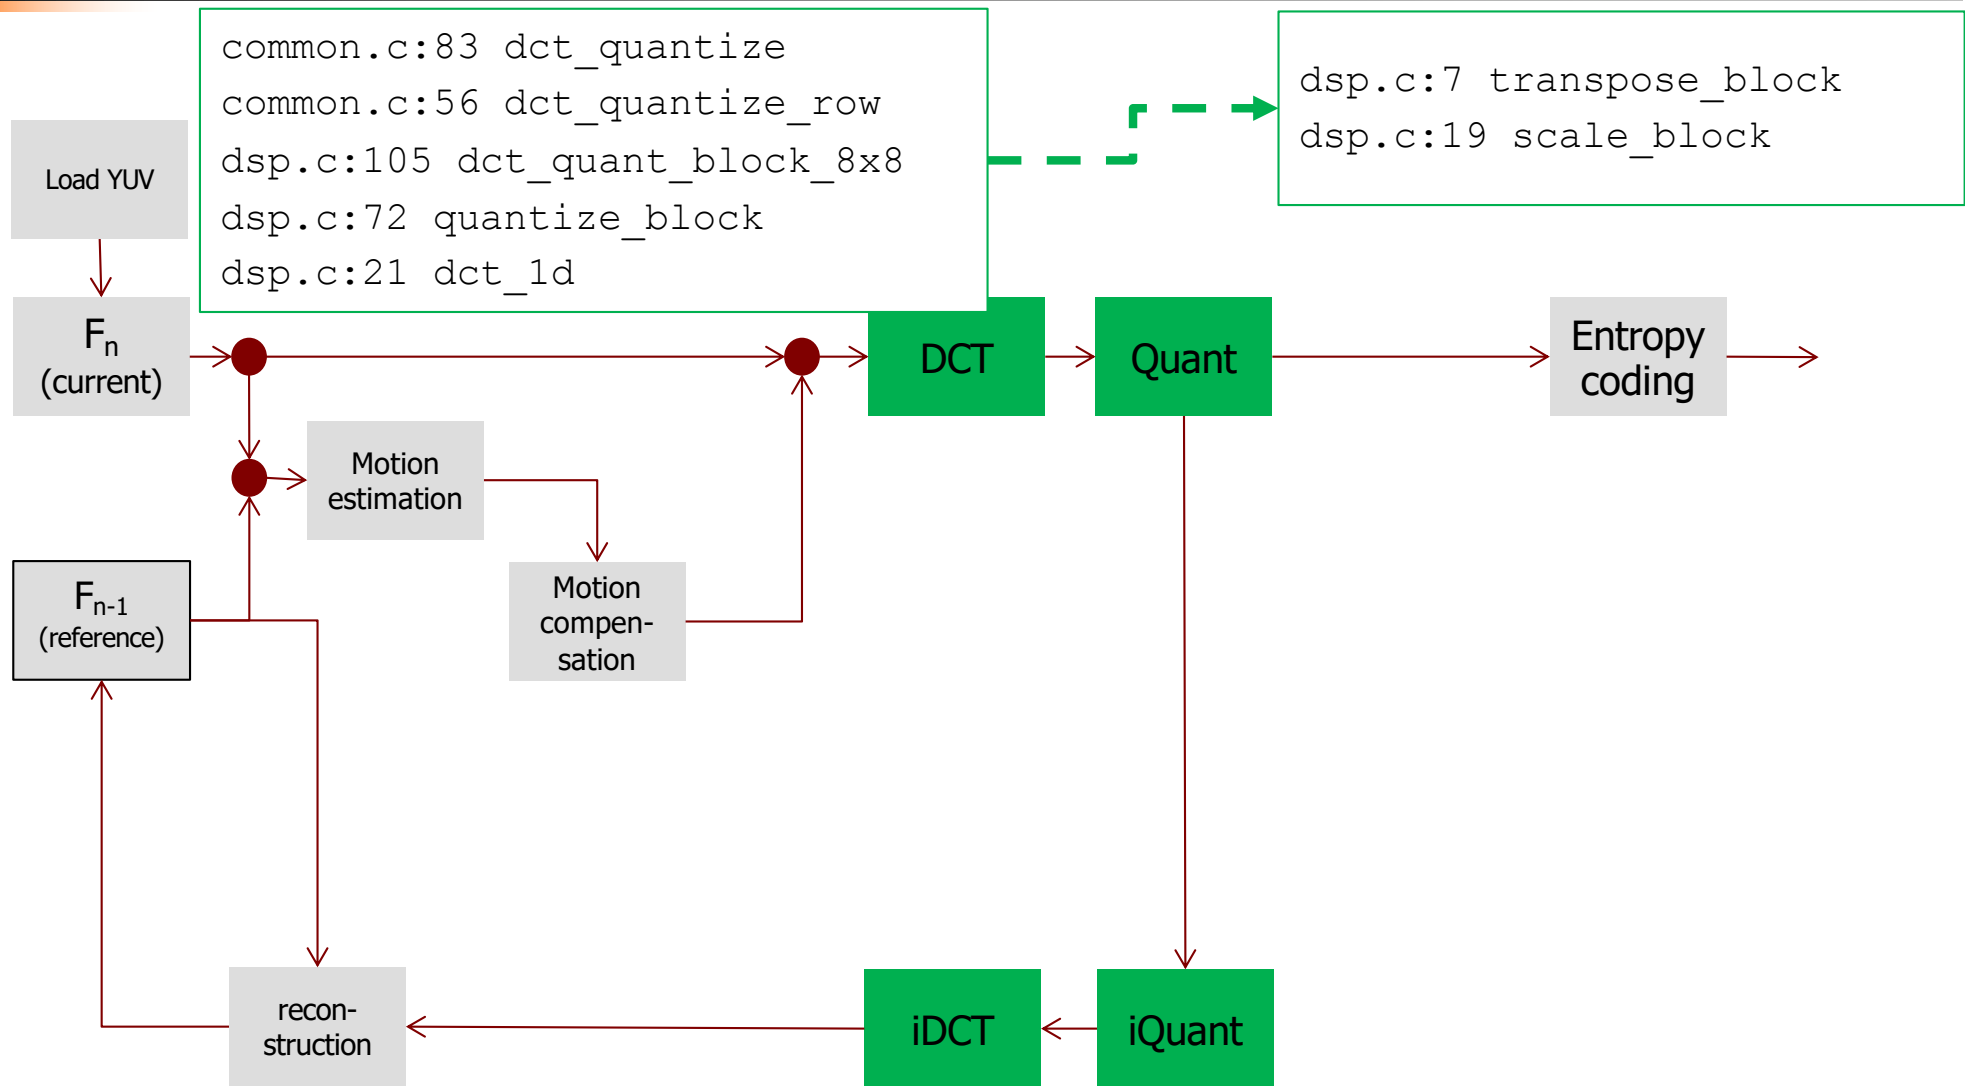 common.c:83 dct_quantize
common.c:56 dct_quantize_row
dsp.c:105 dct_quant_block_8x8
dsp.c:72 quantize_block
dsp.c:21 dct_1d
dsp.c:7 transpose_block
dsp.c:19 scale_block
Load YUV
Fn
(current)
DCT
Quant
Entropy
coding
Motion
estimation
Motion
compen-
sation
Fn-1
(reference)
recon-
struction
iDCT
iQuant